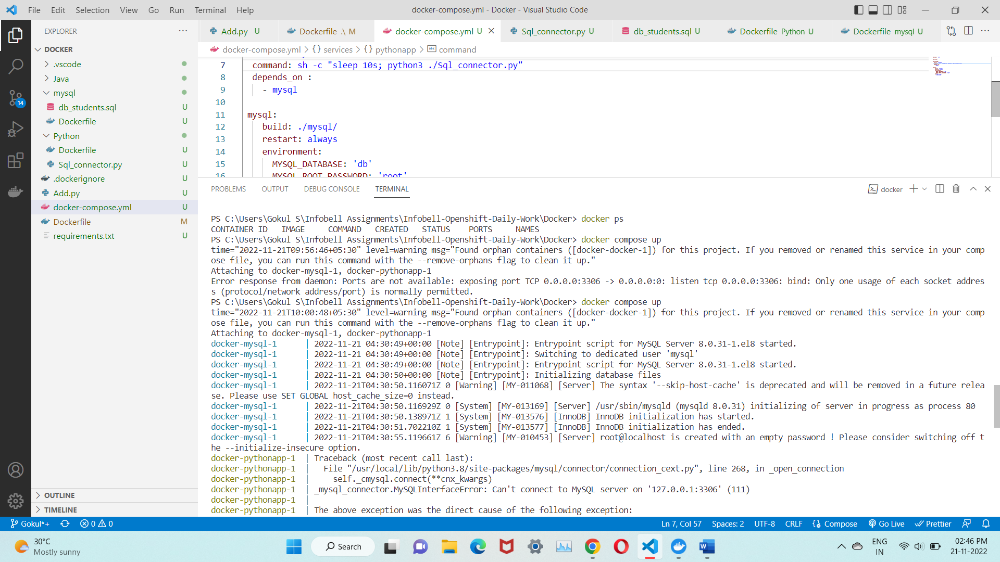 File Edit Selection View Go Run Terminal Help
docker-compose.yml - Docker - Visual Studio Code
EXPLORER
Add.py U
Dockerfile .\ M
docker-compose.yml U
Sql_connector.py U
db_students.sql U
Dockerfile Python U
Dockerfile mysql U
docker-compose.yml > {} services > {} pythonapp > abc command
DOCKER
.vscode
Java
mysql
db_students.sql U
Dockerfile U
Python
Dockerfile U
Sql_connector.py U
.dockerignore U
Add.py U
docker-compose.yml U
Dockerfile M
requirements.txt U
14
7 command: sh -c "sleep 10s; python3 ./Sql_connector.py"
8 depends_on :
9 - mysql
10
11 mysql:
12 build: ./mysql/
13 restart: always
14 environment:
15 MYSQL_DATABASE: 'db'
16 MYSQL_ROOT_PASSWORD: 'root'
PROBLEMS OUTPUT DEBUG CONSOLE TERMINAL
docker
PS C:\Users\Gokul S\Infobell Assignments\Infobell-Openshift-Daily-Work\Docker> docker ps
CONTAINER ID IMAGE COMMAND CREATED STATUS PORTS NAMES
PS C:\Users\Gokul S\Infobell Assignments\Infobell-Openshift-Daily-Work\Docker> docker compose up
time="2022-11-21T09:56:46+05:30" level=warning msg="Found orphan containers ([docker-docker-1]) for this project. If you removed or renamed this service in your comp
ose file, you can run this command with the --remove-orphans flag to clean it up."
Attaching to docker-mysql-1, docker-pythonapp-1
Error response from daemon: Ports are not available: exposing port TCP 0.0.0.0:3306 -> 0.0.0.0:0: listen tcp 0.0.0.0:3306: bind: Only one usage of each socket addres
s (protocol/network address/port) is normally permitted.
PS C:\Users\Gokul S\Infobell Assignments\Infobell-Openshift-Daily-Work\Docker> docker compose up
time="2022-11-21T10:00:48+05:30" level=warning msg="Found orphan containers ([docker-docker-1]) for this project. If you removed or renamed this service in your comp
ose file, you can run this command with the --remove-orphans flag to clean it up."
Attaching to docker-mysql-1, docker-pythonapp-1
docker-mysql-1 | 2022-11-21 04:30:49+00:00 [Note] [Entrypoint]: Entrypoint script for MySQL Server 8.0.31-1.el8 started.
docker-mysql-1 | 2022-11-21 04:30:49+00:00 [Note] [Entrypoint]: Switching to dedicated user 'mysql'
docker-mysql-1 | 2022-11-21 04:30:49+00:00 [Note] [Entrypoint]: Entrypoint script for MySQL Server 8.0.31-1.el8 started.
docker-mysql-1 | 2022-11-21 04:30:50+00:00 [Note] [Entrypoint]: Initializing database files
docker-mysql-1 | 2022-11-21T04:30:50.116071Z 0 [Warning] [MY-011068] [Server] The syntax '--skip-host-cache' is deprecated and will be removed in a future relea
se. Please use SET GLOBAL host_cache_size=0 instead.
docker-mysql-1 | 2022-11-21T04:30:50.116929Z 0 [System] [MY-013169] [Server] /usr/sbin/mysqld (mysqld 8.0.31) initializing of server in progress as process 80
docker-mysql-1 | 2022-11-21T04:30:50.138971Z 1 [System] [MY-013576] [InnoDB] InnoDB initialization has started.
docker-mysql-1 | 2022-11-21T04:30:51.702210Z 1 [System] [MY-013577] [InnoDB] InnoDB initialization has ended.
docker-mysql-1 | 2022-11-21T04:30:55.119661Z 6 [Warning] [MY-010453] [Server] root@localhost is created with an empty password ! Please consider switching off t
he --initialize-insecure option.
docker-pythonapp-1 | Traceback (most recent call last):
docker-pythonapp-1 | File "/usr/local/lib/python3.8/site-packages/mysql/connector/connection_cext.py", line 268, in _open_connection
docker-pythonapp-1 | self._cmysql.connect(**cnx_kwargs)
docker-pythonapp-1 | _mysql_connector.MySQLInterfaceError: Can't connect to MySQL server on '127.0.0.1:3306' (111)
docker-pythonapp-1 |
docker-pythonapp-1 | The above exception was the direct cause of the following exception:
OUTLINE
TIMELINE
Gokul*+ 0 0 Ln 7, Col 57 Spaces: 2 UTF-8 CRLF Compose Go Live Prettier
30°C
Mostly sunny
Search
ENG
IN
02:46 PM
21-11-2022